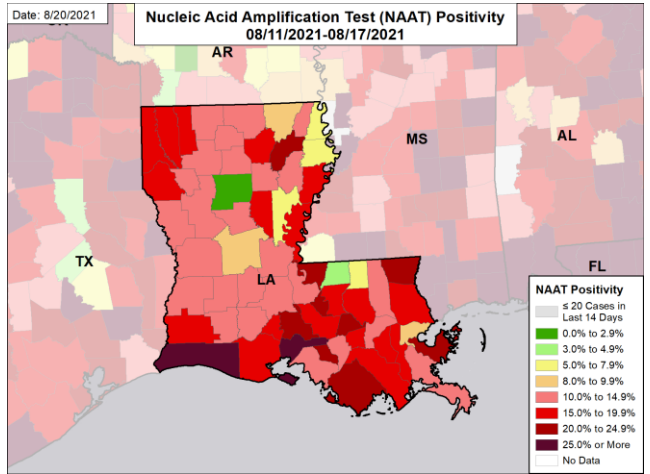 Date: 8/20/2021
Nucleic Acid Amplification Test (NAAT) Positivity
08/11/2021-08/17/2021
AR
MS
AL
TX
LA
FL
NAAT Positivity
≤ 20 Cases in
Last 14 Days
0.0% to 2.9%
3.0% to 4.9%
5.0% to 7.9%
8.0% to 9.9%
10.0% to 14.9%
15.0% to 19.9%
20.0% to 24.9%
25.0% or More
No Data